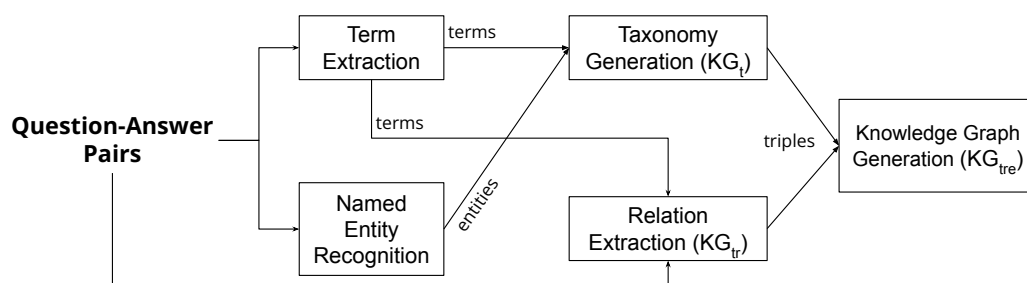 Term
Extraction
terms
Taxonomy
Generation (KGt)
terms
Question-Answer
Pairs
triples
Knowledge Graph
Generation (KGtre)
Named
Entity
Recognition
entities
Relation
Extraction (KGtr)